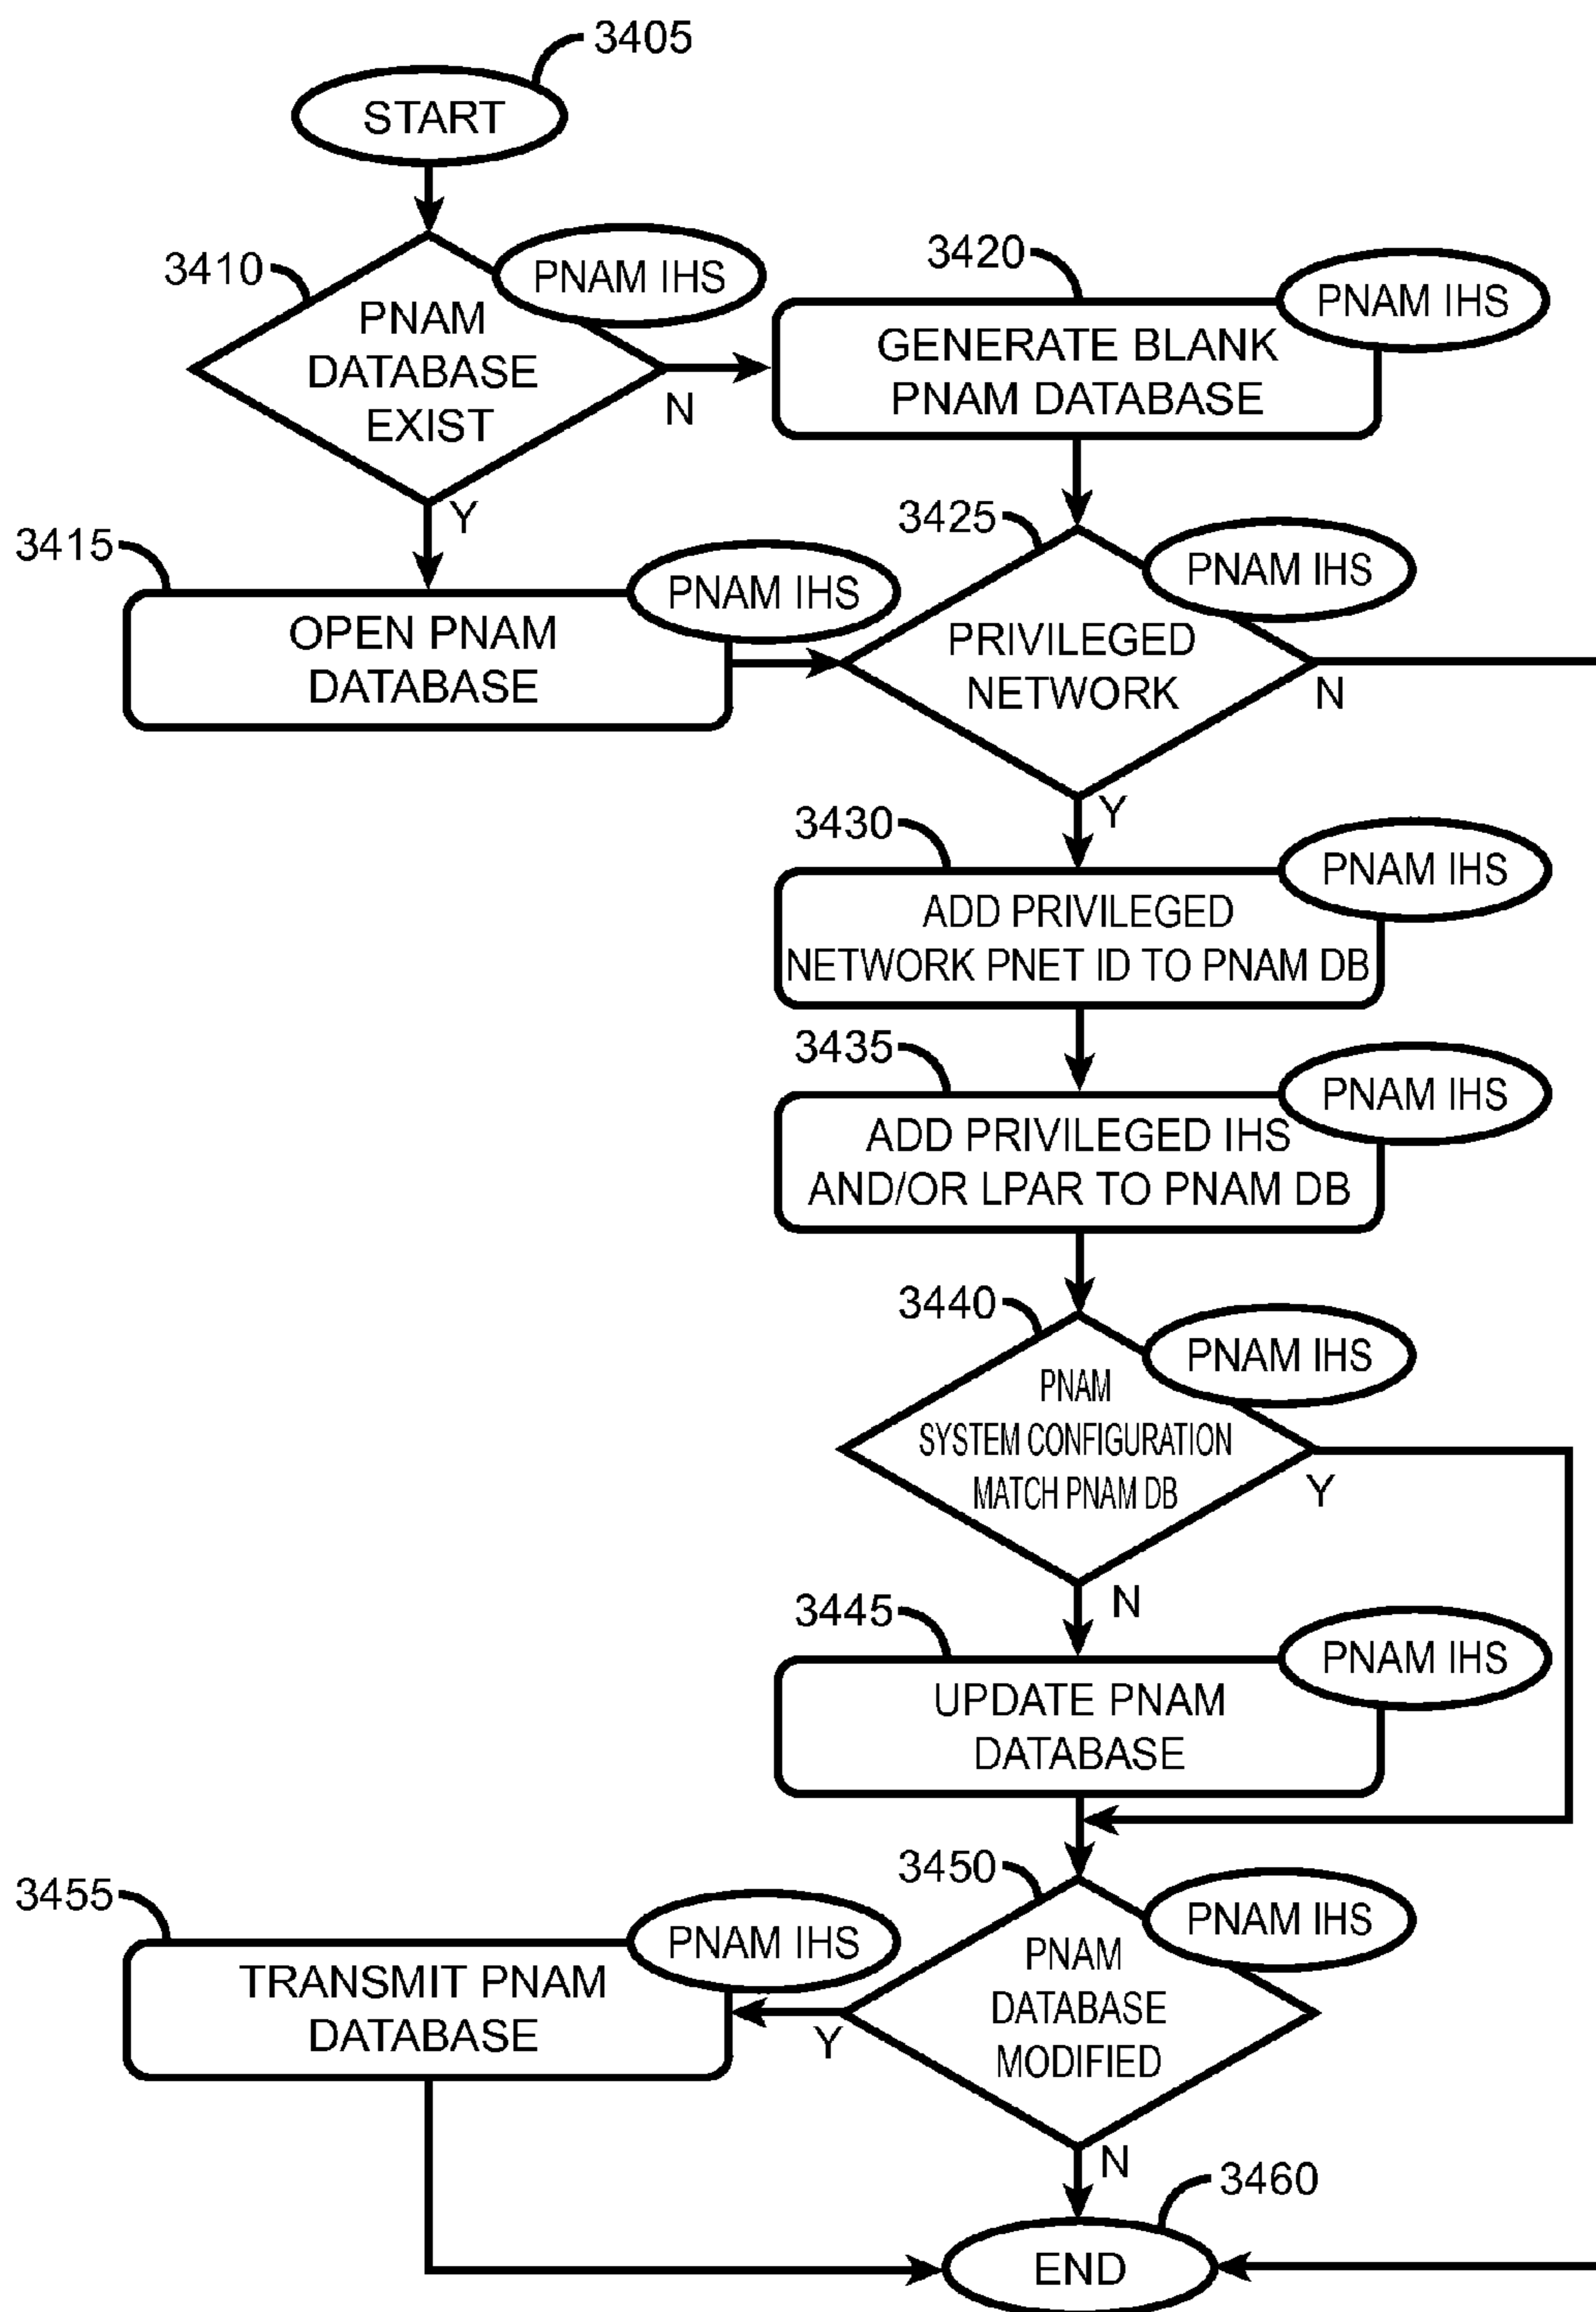 3405
START
3410
PNAM IHS
PNAM
DATABASE
EXIST
N
Y
3420
PNAM IHS
GENERATE BLANK
PNAM DATABASE
3415
PNAM IHS
OPEN PNAM
DATABASE
3425
PNAM IHS
PRIVILEGED
NETWORK
N
Y
3430
PNAM IHS
ADD PRIVILEGED
NETWORK PNET ID TO PNAM DB
3435
PNAM IHS
ADD PRIVILEGED IHS
AND/OR LPAR TO PNAM DB
3440
PNAM IHS
PNAM
SYSTEM CONFIGURATION
MATCH PNAM DB
Y
N
3445
PNAM IHS
UPDATE PNAM
DATABASE
3450
PNAM IHS
PNAM
DATABASE
MODIFIED
Y
N
3455
PNAM IHS
TRANSMIT PNAM
DATABASE
3460
END